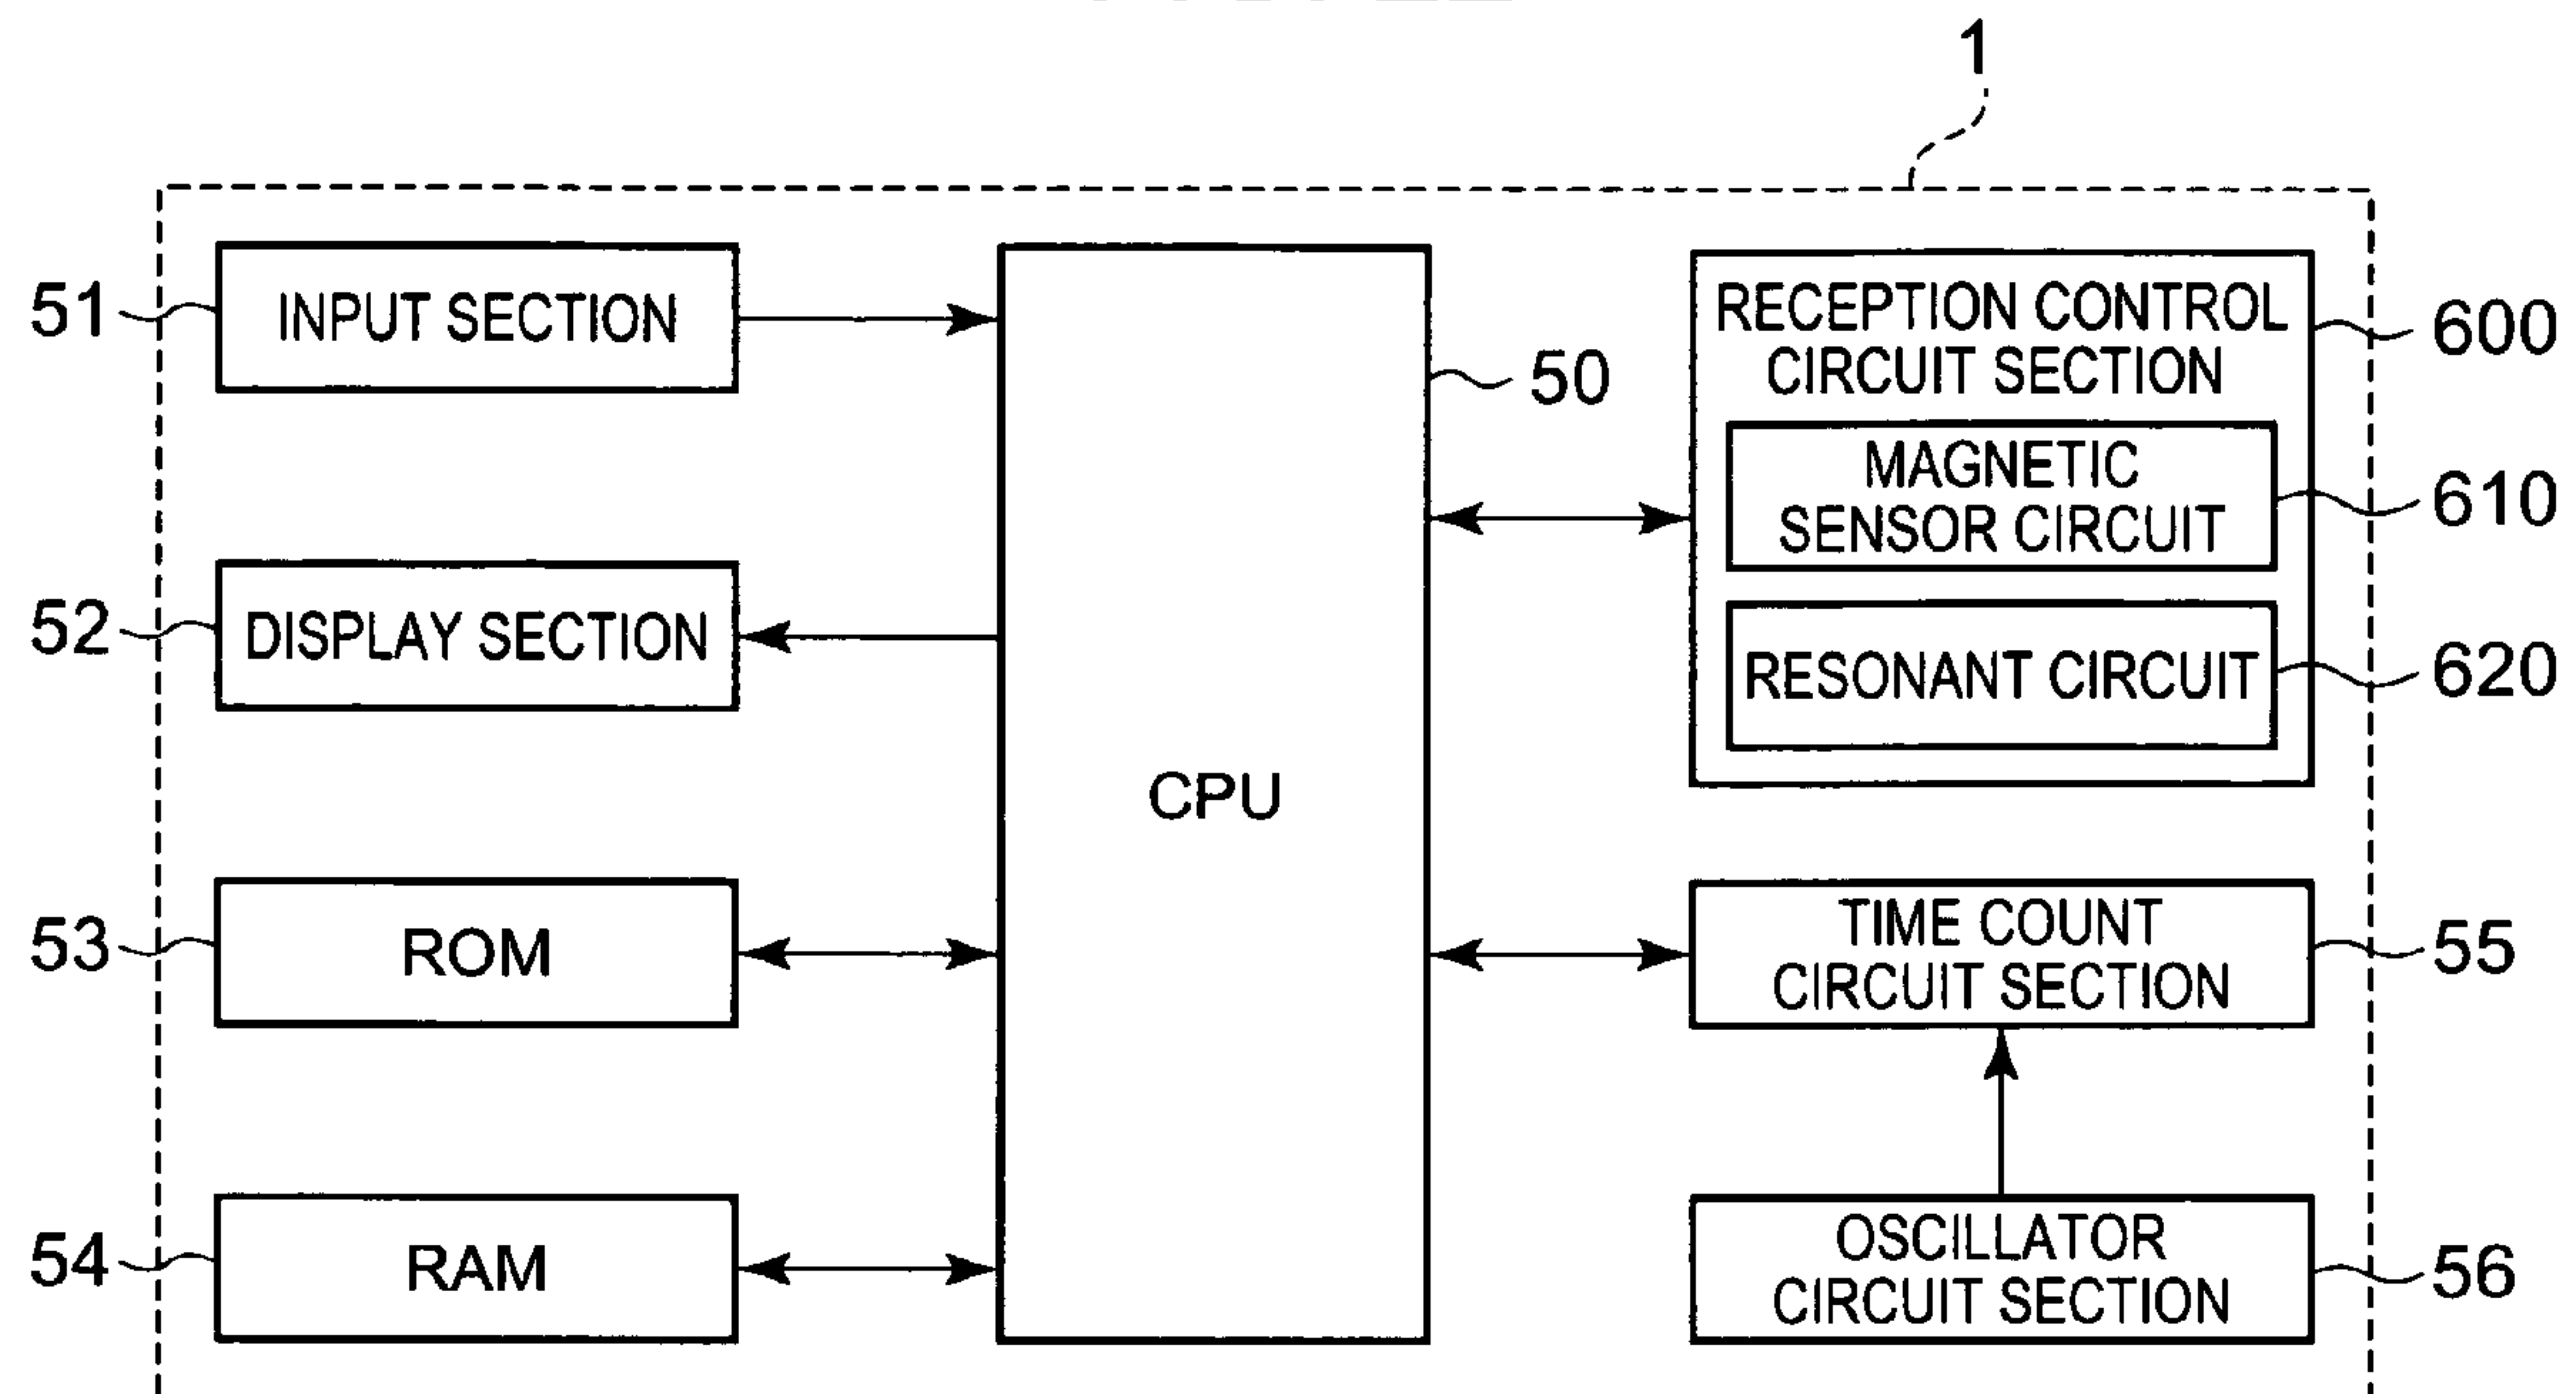 1
51
INPUT SECTION
52
DISPLAY SECTION
53
ROM
54
RAM
CPU
50
RECEPTION CONTROL
CIRCUIT SECTION
600
MAGNETIC
SENSOR CIRCUIT
610
RESONANT CIRCUIT
620
TIME COUNT
CIRCUIT SECTION
55
OSCILLATOR
CIRCUIT SECTION
56